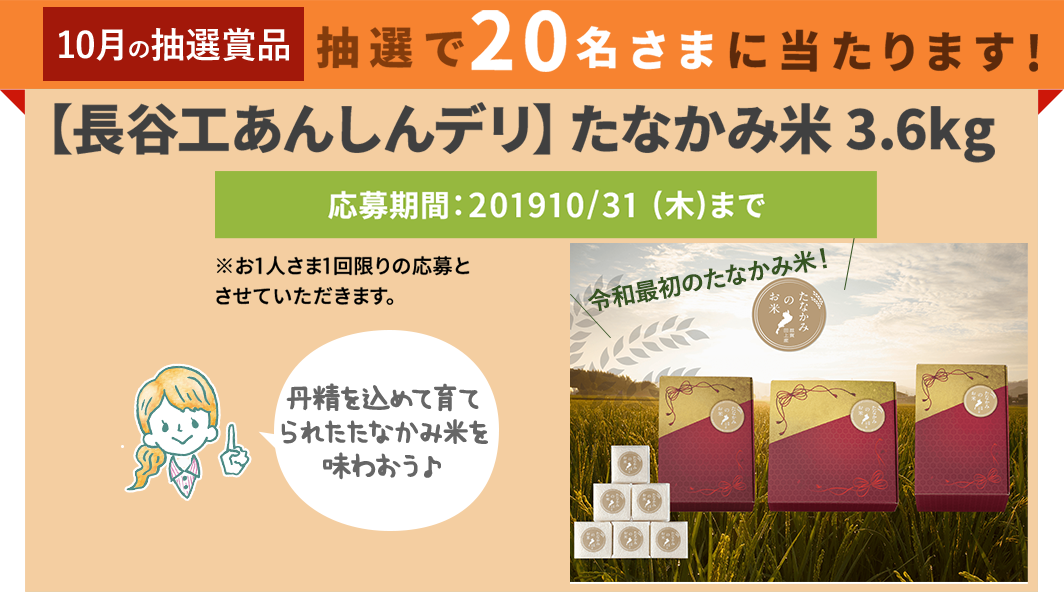 10月の抽選賞品
抽選で20名さまに当たります!
【長谷工あんしんデリ】たなかみ米 3.6kg
応募期間:201910/31 (木)まで
※お1人さま1回限りの応募と
させていただきます。
令和最初のたなかみ米!
たなかみ
の
お米
丹精を込めて育て
られたたなかみ米を
味わおう♪